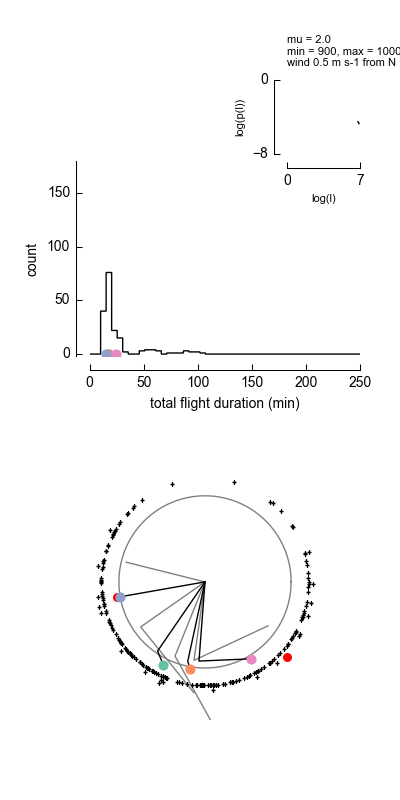 mu = 2.0
min = 900, max = 1000
wind 0.5 m s-1 from N
0
log(p(l))
−8
0 7
log(l)
150
100
50
0
count
0 50 100 150 200 250
total flight duration (min)